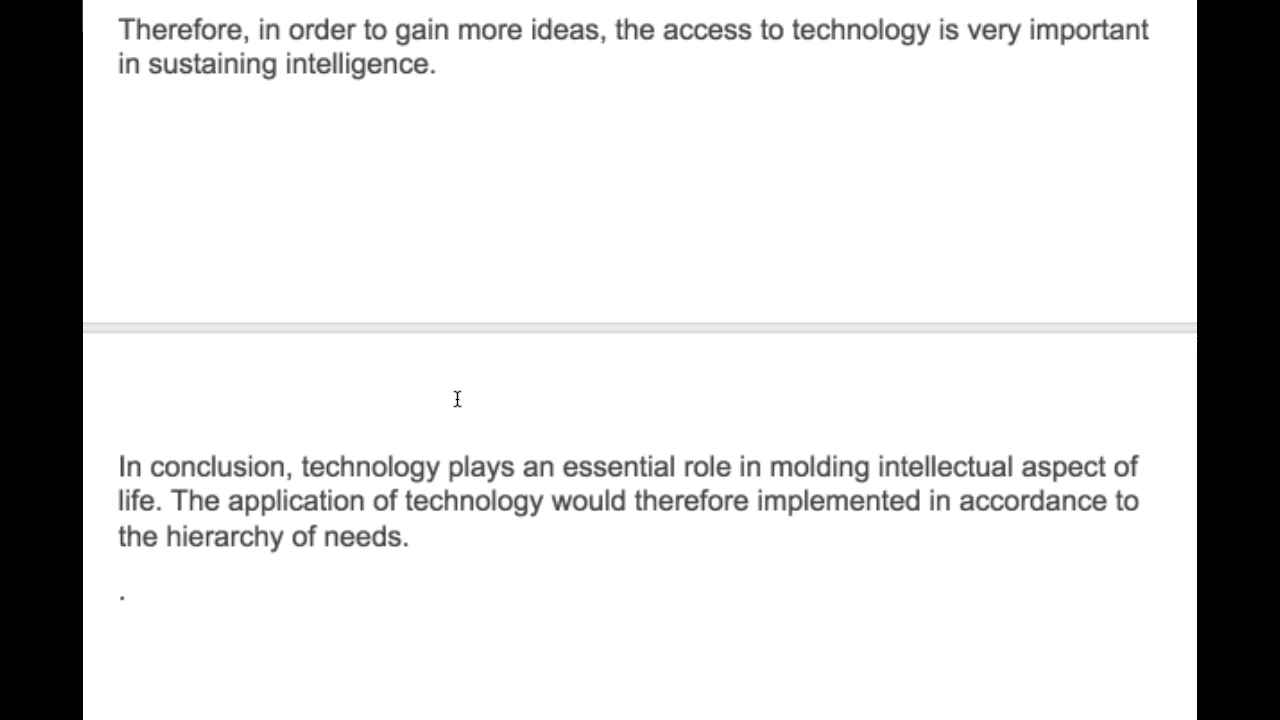 Therefore, in order to gain more ideas, the access to technology is very important
in sustaining intelligence.
In conclusion, technology plays an essential role in molding intellectual aspect of
life. The application of technology would therefore implemented in accordance to
the hierarchy of needs.
.